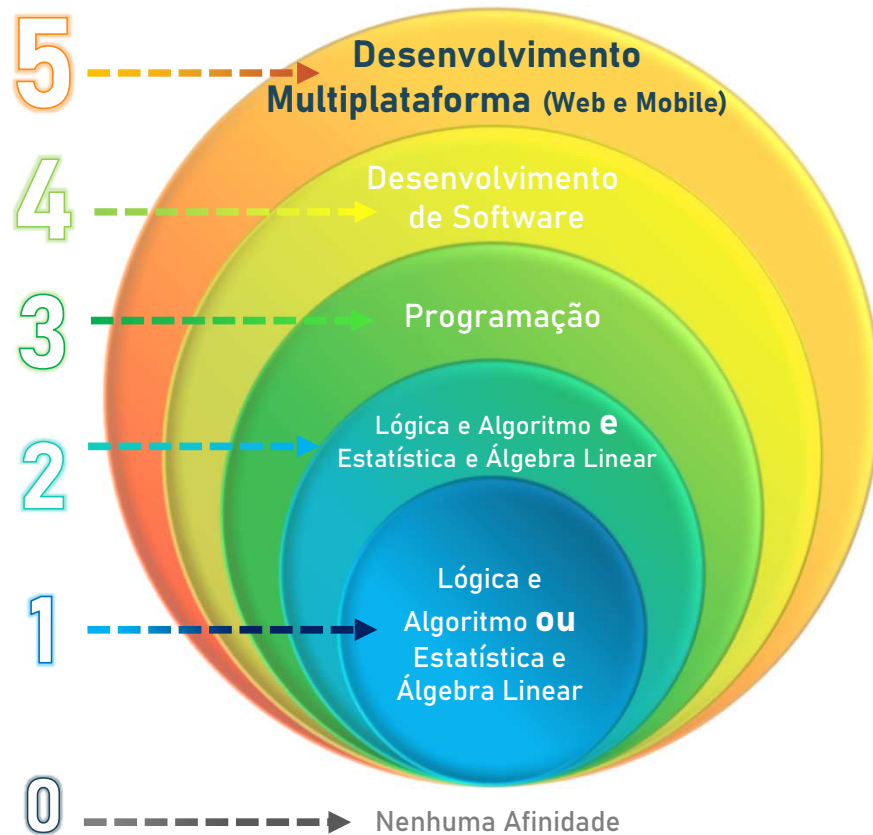 5
Desenvolvimento
Multiplataforma (Web e Mobile)
4
Desenvolvimento
de Software
3
Programação
2
Lógica e Algoritmo e
Estatística e Álgebra Linear
1
Lógica e
Algoritmo ou
Estatística e
Álgebra Linear
0
Nenhuma Afinidade